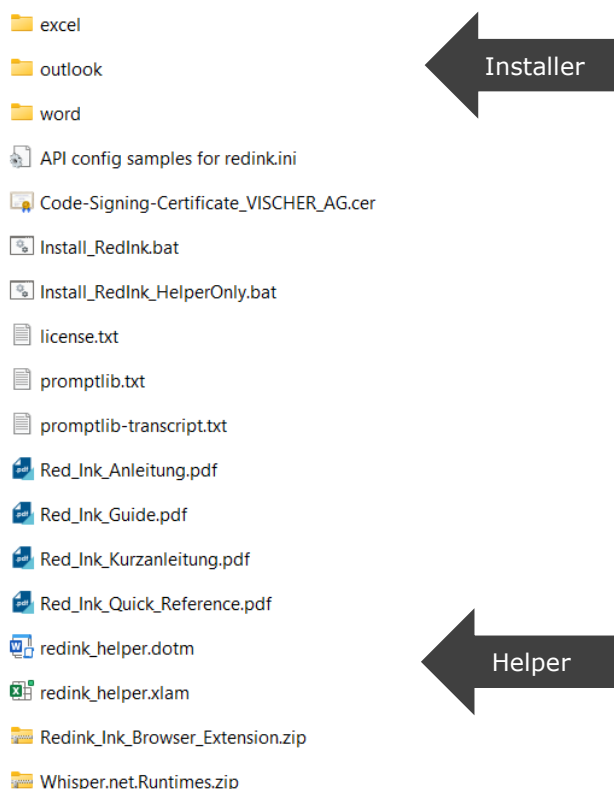 excel
outlook
Installer
word
API config samples for redink.ini
Code-Signing-Certificate_VISCHER_AG.cer
Install_RedInk.bat
Install_RedInk_HelperOnly.bat
license.txt
promptlib.txt
promptlib-transcript.txt
Red_Ink_Anleitung.pdf
Red_Ink_Guide.pdf
Red_Ink_Kurzanleitung.pdf
Red_Ink_Quick_Reference.pdf
redink_helper.dotm
Helper
redink_helper.xlam
Redink_Ink_Browser_Extension.zip
Whisper.net.Runtimes.zip